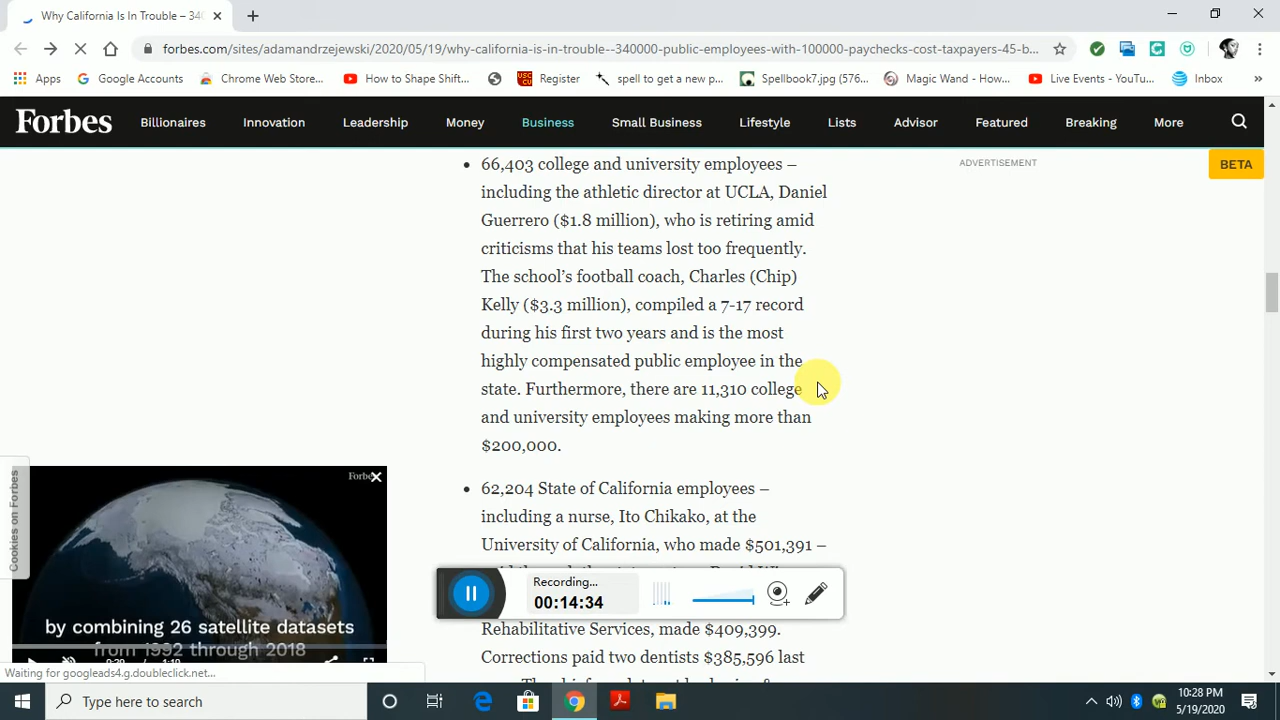 Why California Is In Trouble – 340
forbes.com/sites/adamandrzejewski/2020/05/19/why-california-is-in-trouble--340000-public-employees-with-100000-paychecks-cost-taxpayers-45-b...
Apps
Google Accounts
Chrome Web Store...
How to Shape Shift...
Register
spell to get a new p...
Spellbook7.jpg (576...
Magic Wand - How...
Live Events - YouTu...
Inbox
»
Forbes
Billionaires
Innovation
Leadership
Money
Business
Small Business
Lifestyle
Lists
Advisor
Featured
Breaking
More
ADVERTISEMENT
BETA
• 66,403 college and university employees –
including the athletic director at UCLA, Daniel
Guerrero ($1.8 million), who is retiring amid
criticisms that his teams lost too frequently.
The school’s football coach, Charles (Chip)
Kelly ($3.3 million), compiled a 7-17 record
during his first two years and is the most
highly compensated public employee in the
state. Furthermore, there are 11,310 college
and university employees making more than
$200,000.
• 62,204 State of California employees –
including a nurse, Ito Chikako, at the
University of California, who made $501,391 –
Rehabilitative Services, made $409,399.
Corrections paid two dentists $385,596 last
Recording...
00:14:34
Cookies on Forbes
Forbes
by combining 26 satellite datasets
from 1992 through 2018
Waiting for googleads4.g.doubleclick.net...
Type here to search
10:28 PM
5/19/2020